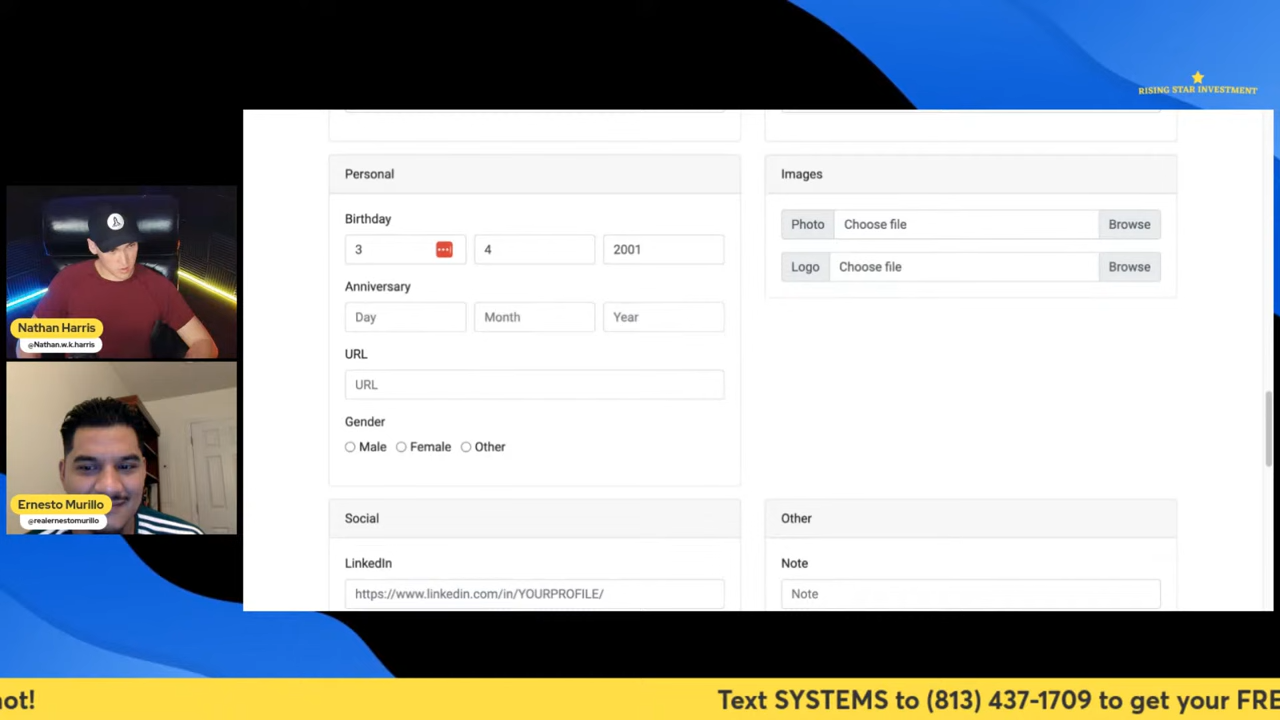 RISING STAR INVESTMENT
Personal
Images
Birthday
Photo Choose file Browse
3 4 2001
Logo Choose file Browse
Anniversary
Day Month Year
URL
URL
Gender
Male Female Other
Social
Other
LinkedIn
Note
https://www.linkedin.com/in/YOURPROFILE/
Note
Nathan Harris
@Nathan.w.k.harris
Ernesto Murillo
@realernestomurillo
not! Text SYSTEMS to (813) 437-1709 to get your FRE